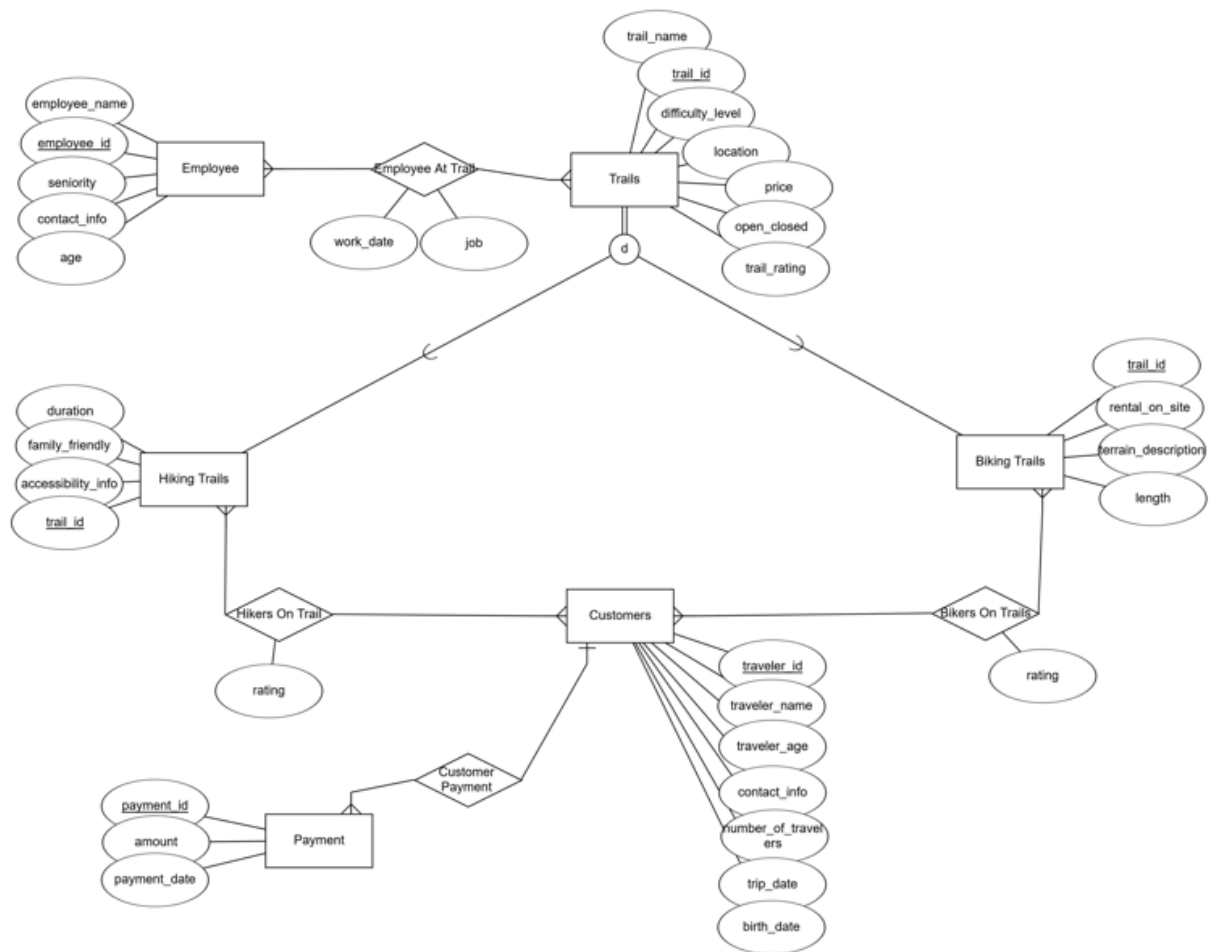 trail_name
trail_id
difficulty_level
location
price
open_closed
trail_rating
employee_name
employee_id
seniority
contact_info
age
Employee
Employee At Trail
Trails
work_date
job
d
duration
family_friendly
accessibility_info
trail_id
Hiking Trails
trail_id
rental_on_site
terrain_description
length
Biking Trails
Hikers On Trail
Customers
Bikers On Trails
rating
rating
traveler_id
traveler_name
traveler_age
contact_info
number_of_travel
ers
trip_date
birth_date
Customer
Payment
payment_id
amount
payment_date
Payment